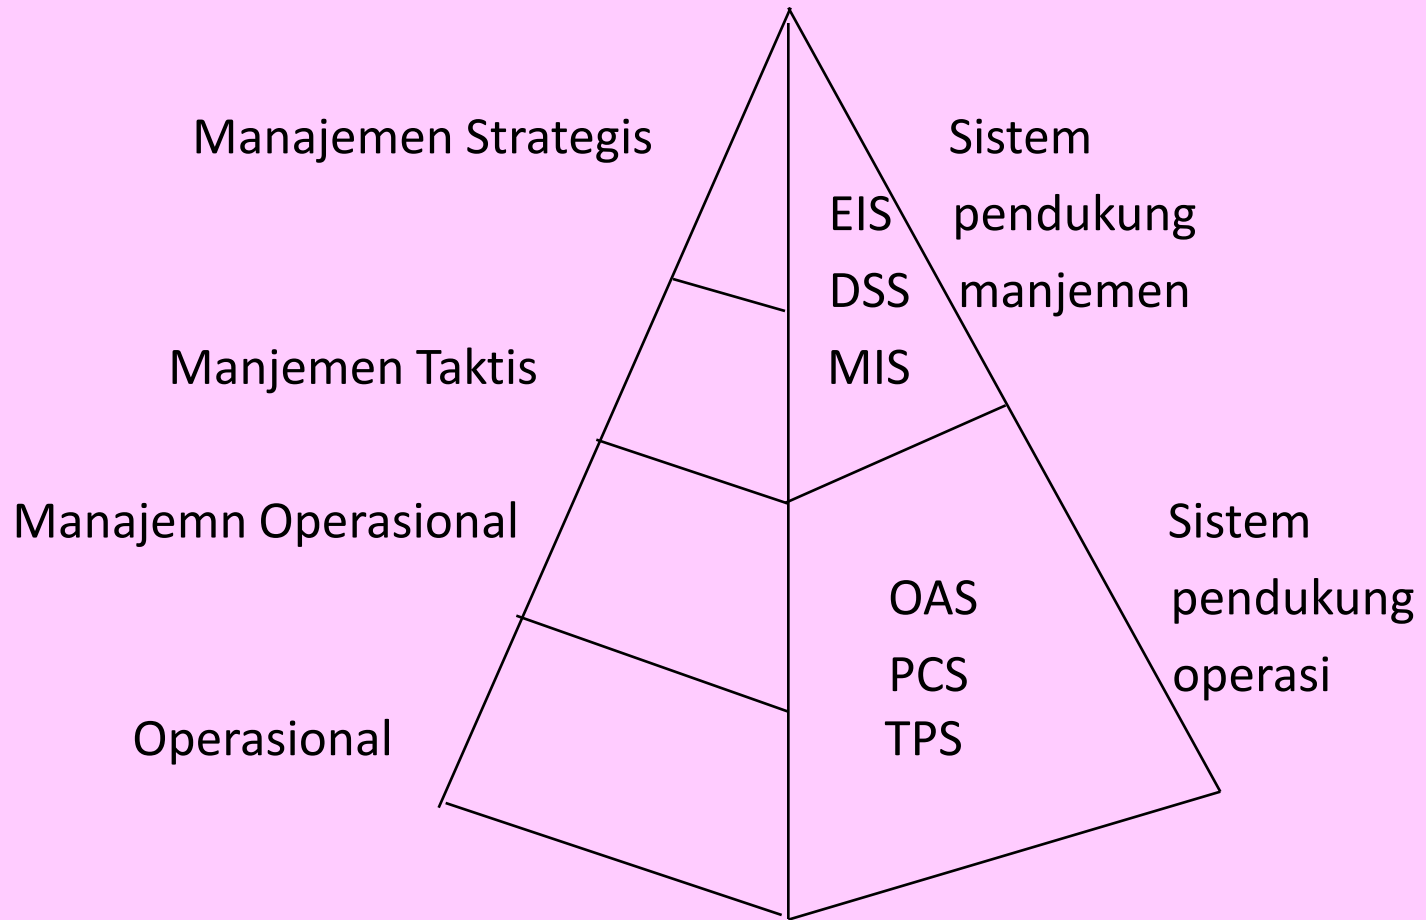 Manajemen Strategis
Sistem
EIS
pendukung
DSS
manjemen
Manjemen Taktis
MIS
Manajemn Operasional
Sistem
OAS
pendukung
PCS
operasi
Operasional
TPS